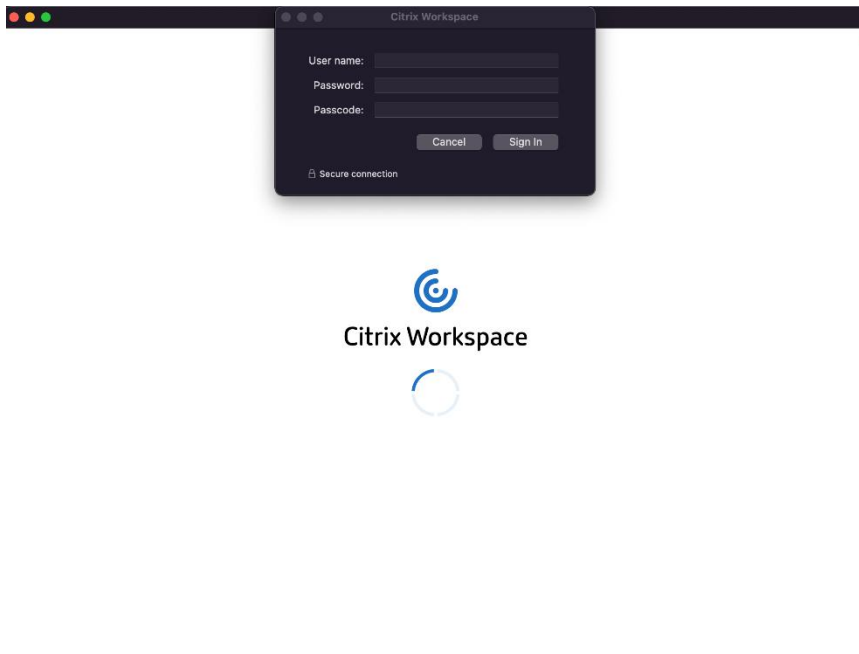 Citrix Workspace
User name:
Password:
Passcode:
Cancel Sign In
Secure connection
Citrix Workspace